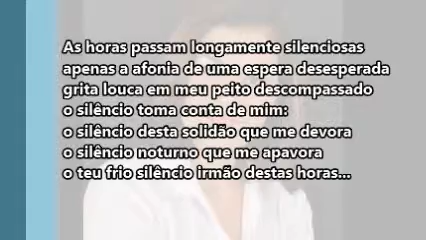 As horas passam longamente silenciosas
apenas a afonia de uma espera desesperada
grita louca em meu peito descompassado
o silêncio toma conta de mim:
o silêncio desta solidão que me devora
o silêncio noturno que me apavora
o teu frio silêncio irmão destas horas...